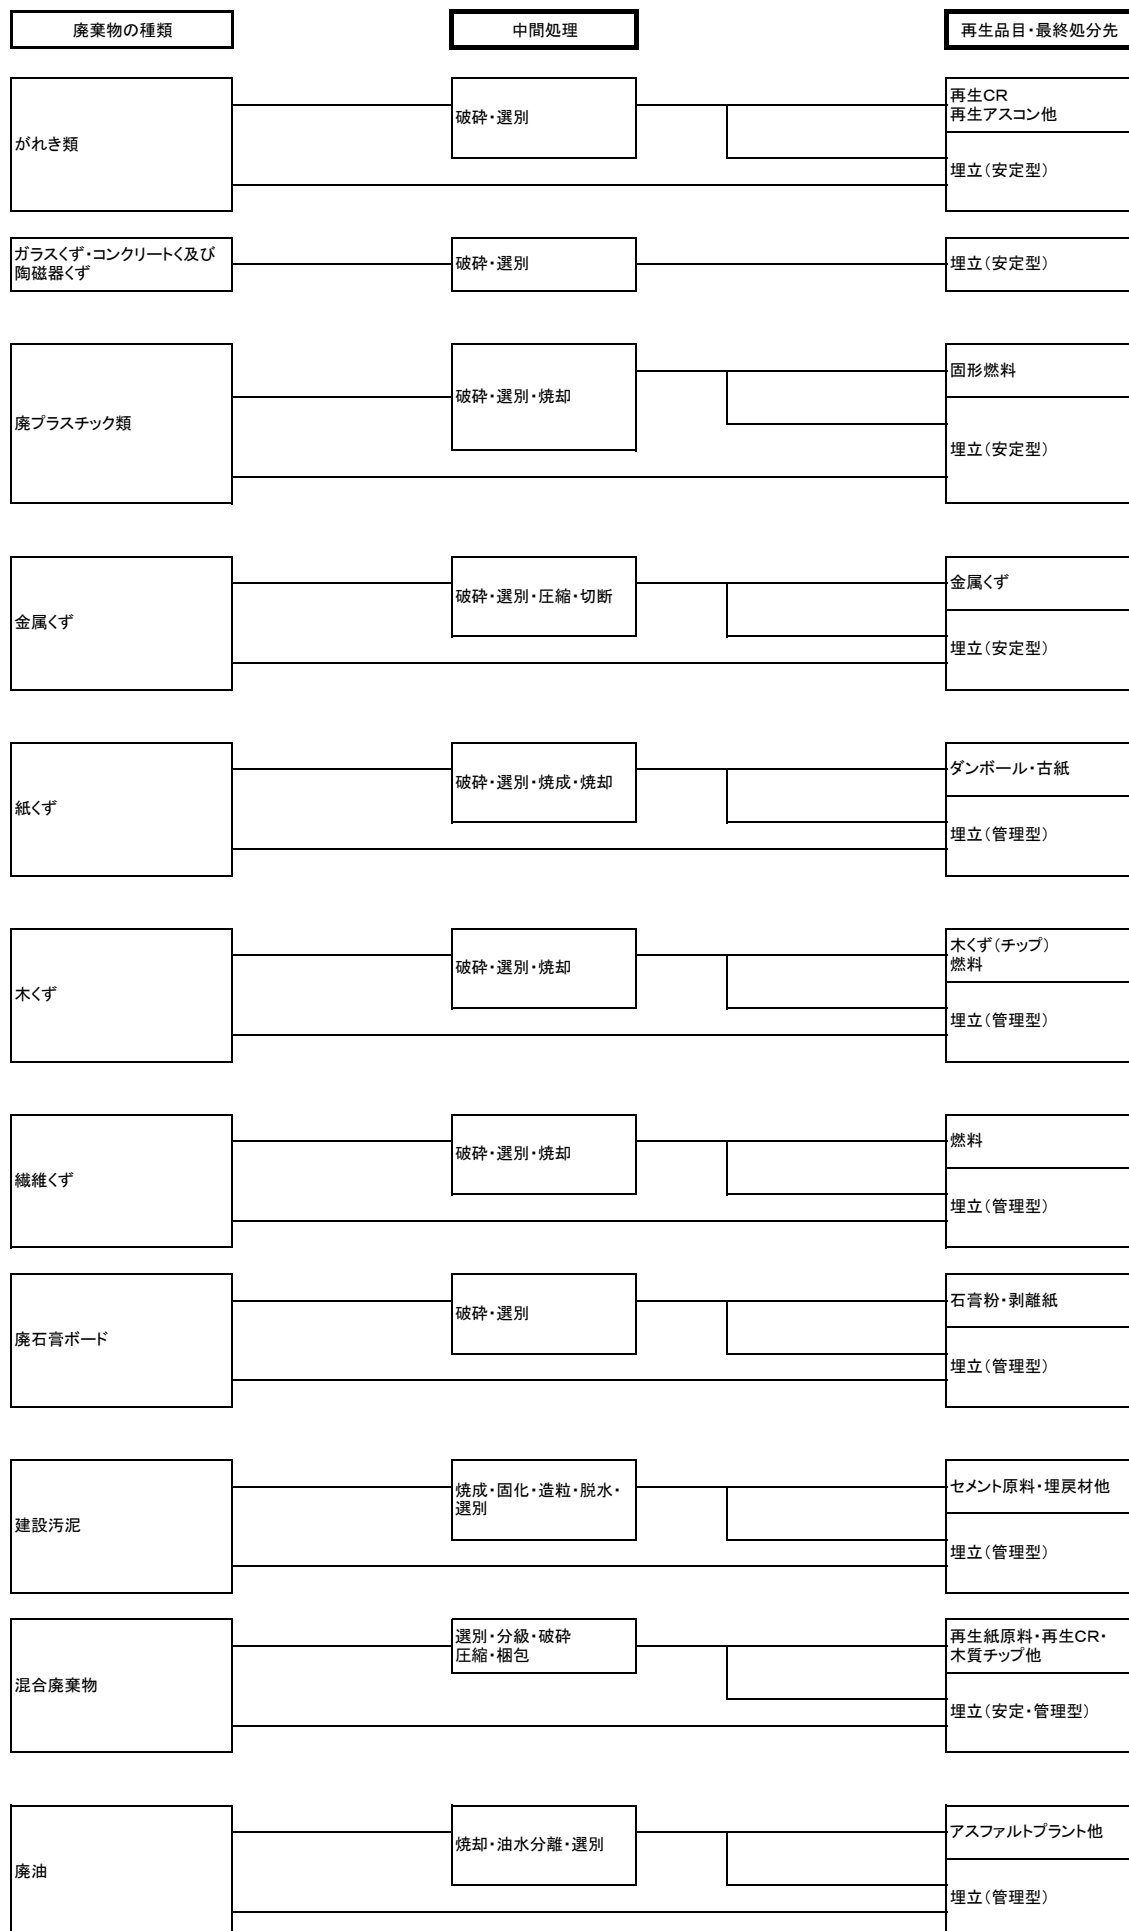 廃棄物の種類
中間処理
再生品目・最終処分先
がれき類
破砕・選別
再生CR
再生アスコン他
埋立（安定型）
ガラスくず・コンクリートく及び
陶磁器くず
破砕・選別
埋立（安定型）
廃プラスチック類
破砕・選別・焼却
固形燃料
埋立（安定型）
金属くず
破砕・選別・圧縮・切断
金属くず
埋立（安定型）
紙くず
破砕・選別・焼成・焼却
ダンボール・古紙
埋立（管理型）
木くず
破砕・選別・焼却
木くず（チップ）
燃料
埋立（管理型）
繊維くず
破砕・選別・焼却
燃料
埋立（管理型）
廃石膏ボード
破砕・選別
石膏粉・剥離紙
埋立（管理型）
建設汚泥
焼成・固化・造粒・脱水・
選別
セメント原料・埋戻材他
埋立（管理型）
混合廃棄物
選別・分級・破砕
圧縮・梱包
再生紙原料・再生CR・
木質チップ他
埋立（安定・管理型）
廃油
焼却・油水分離・選別
アスファルトプラント他
埋立（管理型）